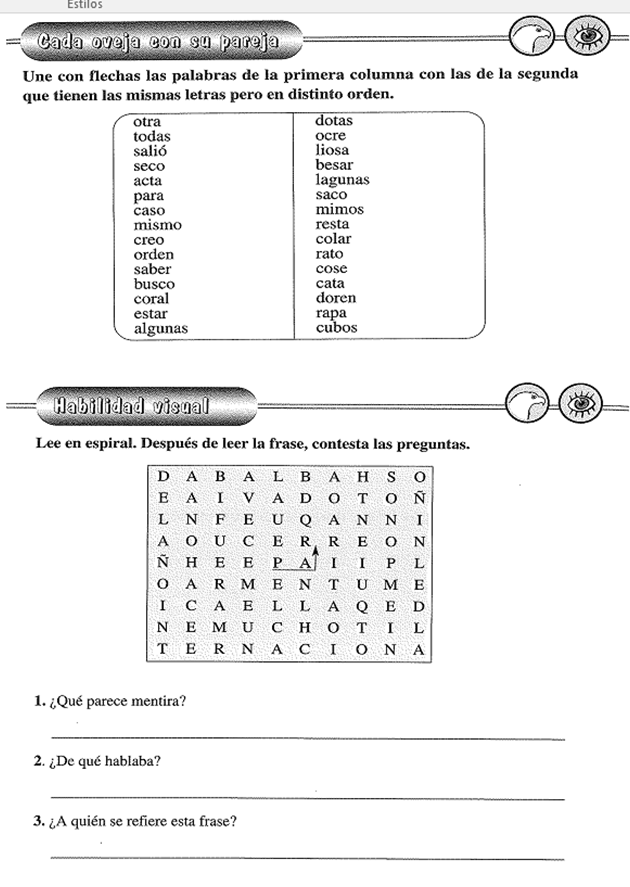 Estilos
Cada oveja con su pareja
Une con flechas las palabras de la primera columna con las de la segunda
que tienen las mismas letras pero en distinto orden.
otra dotas
todas ocre
salió liosa
seco besar
acta lagunas
para saco
caso mimos
mismo resta
creo colar
orden rato
saber cose
busco cata
coral doren
estar rapa
algunas cubos
Habilidad visual
Lee en espiral. Después de leer la frase, contesta las preguntas.
D A B A L B A H S O
E A I V A D O T O Ñ
L N F E U Q A N N I
A O U C E R R E O N
Ñ H E E P A I I P L
O A R M E N T U M E
I C A E L L A Q E D
N E M U C H O T I L
T E R N A C I O N A
1. ¿Qué parece mentira?
2. ¿De qué hablaba?
3. ¿A quién se refiere esta frase?